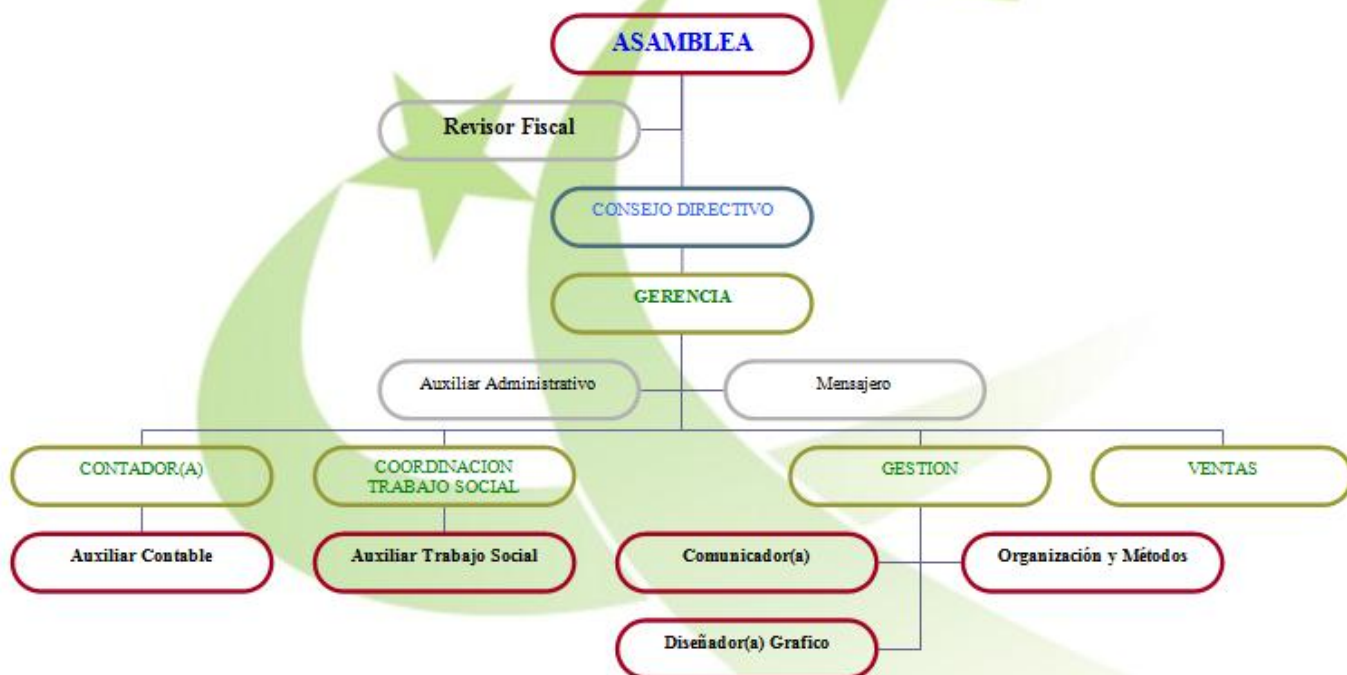 ASAMBLEA
Revisor Fiscal
CONSEJO DIRECTIVO
GERENCIA
Auxiliar Administrativo
Mensajero
CONTADOR(A)
COORDINACION
TRABAJO SOCIAL
GESTION
VENTAS
Auxiliar Contable
Auxiliar Trabajo Social
Comunicador(a)
Organización y Métodos
Diseñador(a) Grafico